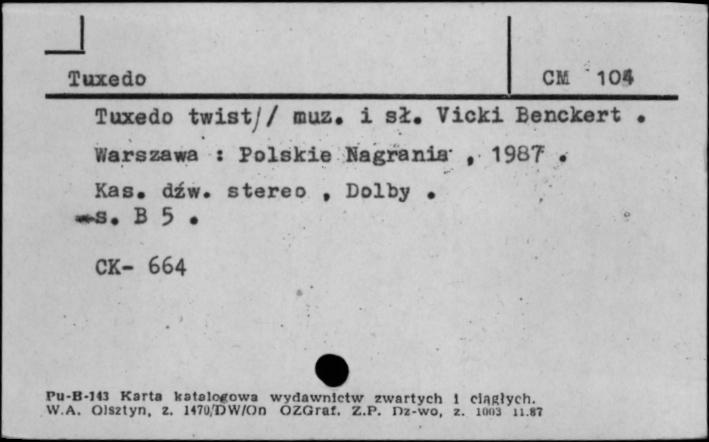 Tuxedo CM 104
Tuxedo twist// muz. i sł. Vicki Benckert .
Warszawa : Polskie Nagrania , 1987 .
Kas. dźw. stereo , Dolby .
s. B 5 .
CK- 664
Pu-B-143 Karta katalogowa wydawnictw zwartych i ciągłych.
W.A. Olsztyn, z. 1470/DW/On OZGraf. Z.P. Dz-wo, z. 1003 11.87